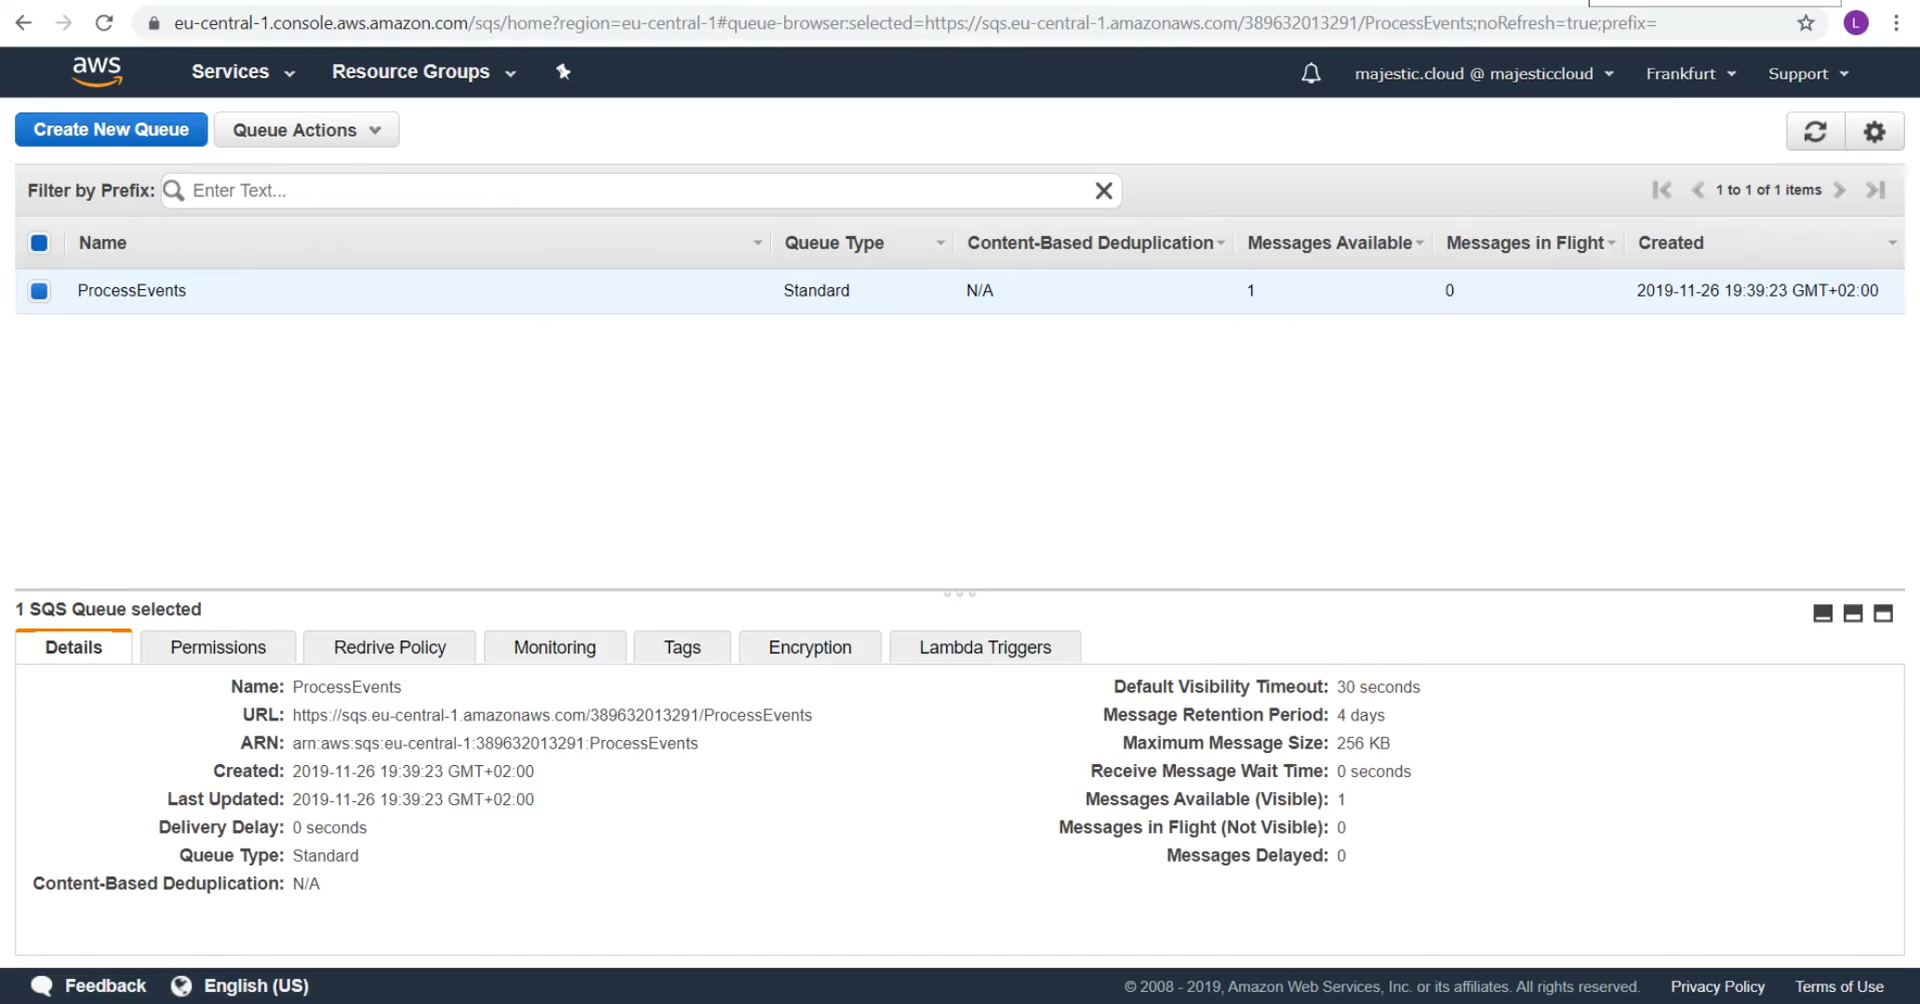 eu-central-1.console.aws.amazon.com/sqs/home?region=eu-central-1#queue-browser:selected=https://sqs.eu-central-1.amazonaws.com/389632013291/ProcessEvents;noRefresh=true;prefix= L
aws Services Resource Groups majestic.cloud @ majesticcloud Frankfurt Support
Create New Queue Queue Actions
Filter by Prefix: Enter Text... 1 to 1 of 1 items
Name Queue Type Content-Based Deduplication Messages Available Messages in Flight Created
ProcessEvents Standard N/A 1 0 2019-11-26 19:39:23 GMT+02:00
1 SQS Queue selected
Details Permissions Redrive Policy Monitoring Tags Encryption Lambda Triggers
Name: ProcessEvents Default Visibility Timeout: 30 seconds
URL: https://sqs.eu-central-1.amazonaws.com/389632013291/ProcessEvents Message Retention Period: 4 days
ARN: arn:aws:sqs:eu-central-1:389632013291:ProcessEvents Maximum Message Size: 256 KB
Created: 2019-11-26 19:39:23 GMT+02:00 Receive Message Wait Time: 0 seconds
Last Updated: 2019-11-26 19:39:23 GMT+02:00 Messages Available (Visible): 1
Delivery Delay: 0 seconds Messages in Flight (Not Visible): 0
Queue Type: Standard Messages Delayed: 0
Content-Based Deduplication: N/A
Feedback English (US) © 2008 - 2019, Amazon Web Services, Inc. or its affiliates. All rights reserved. Privacy Policy Terms of Use